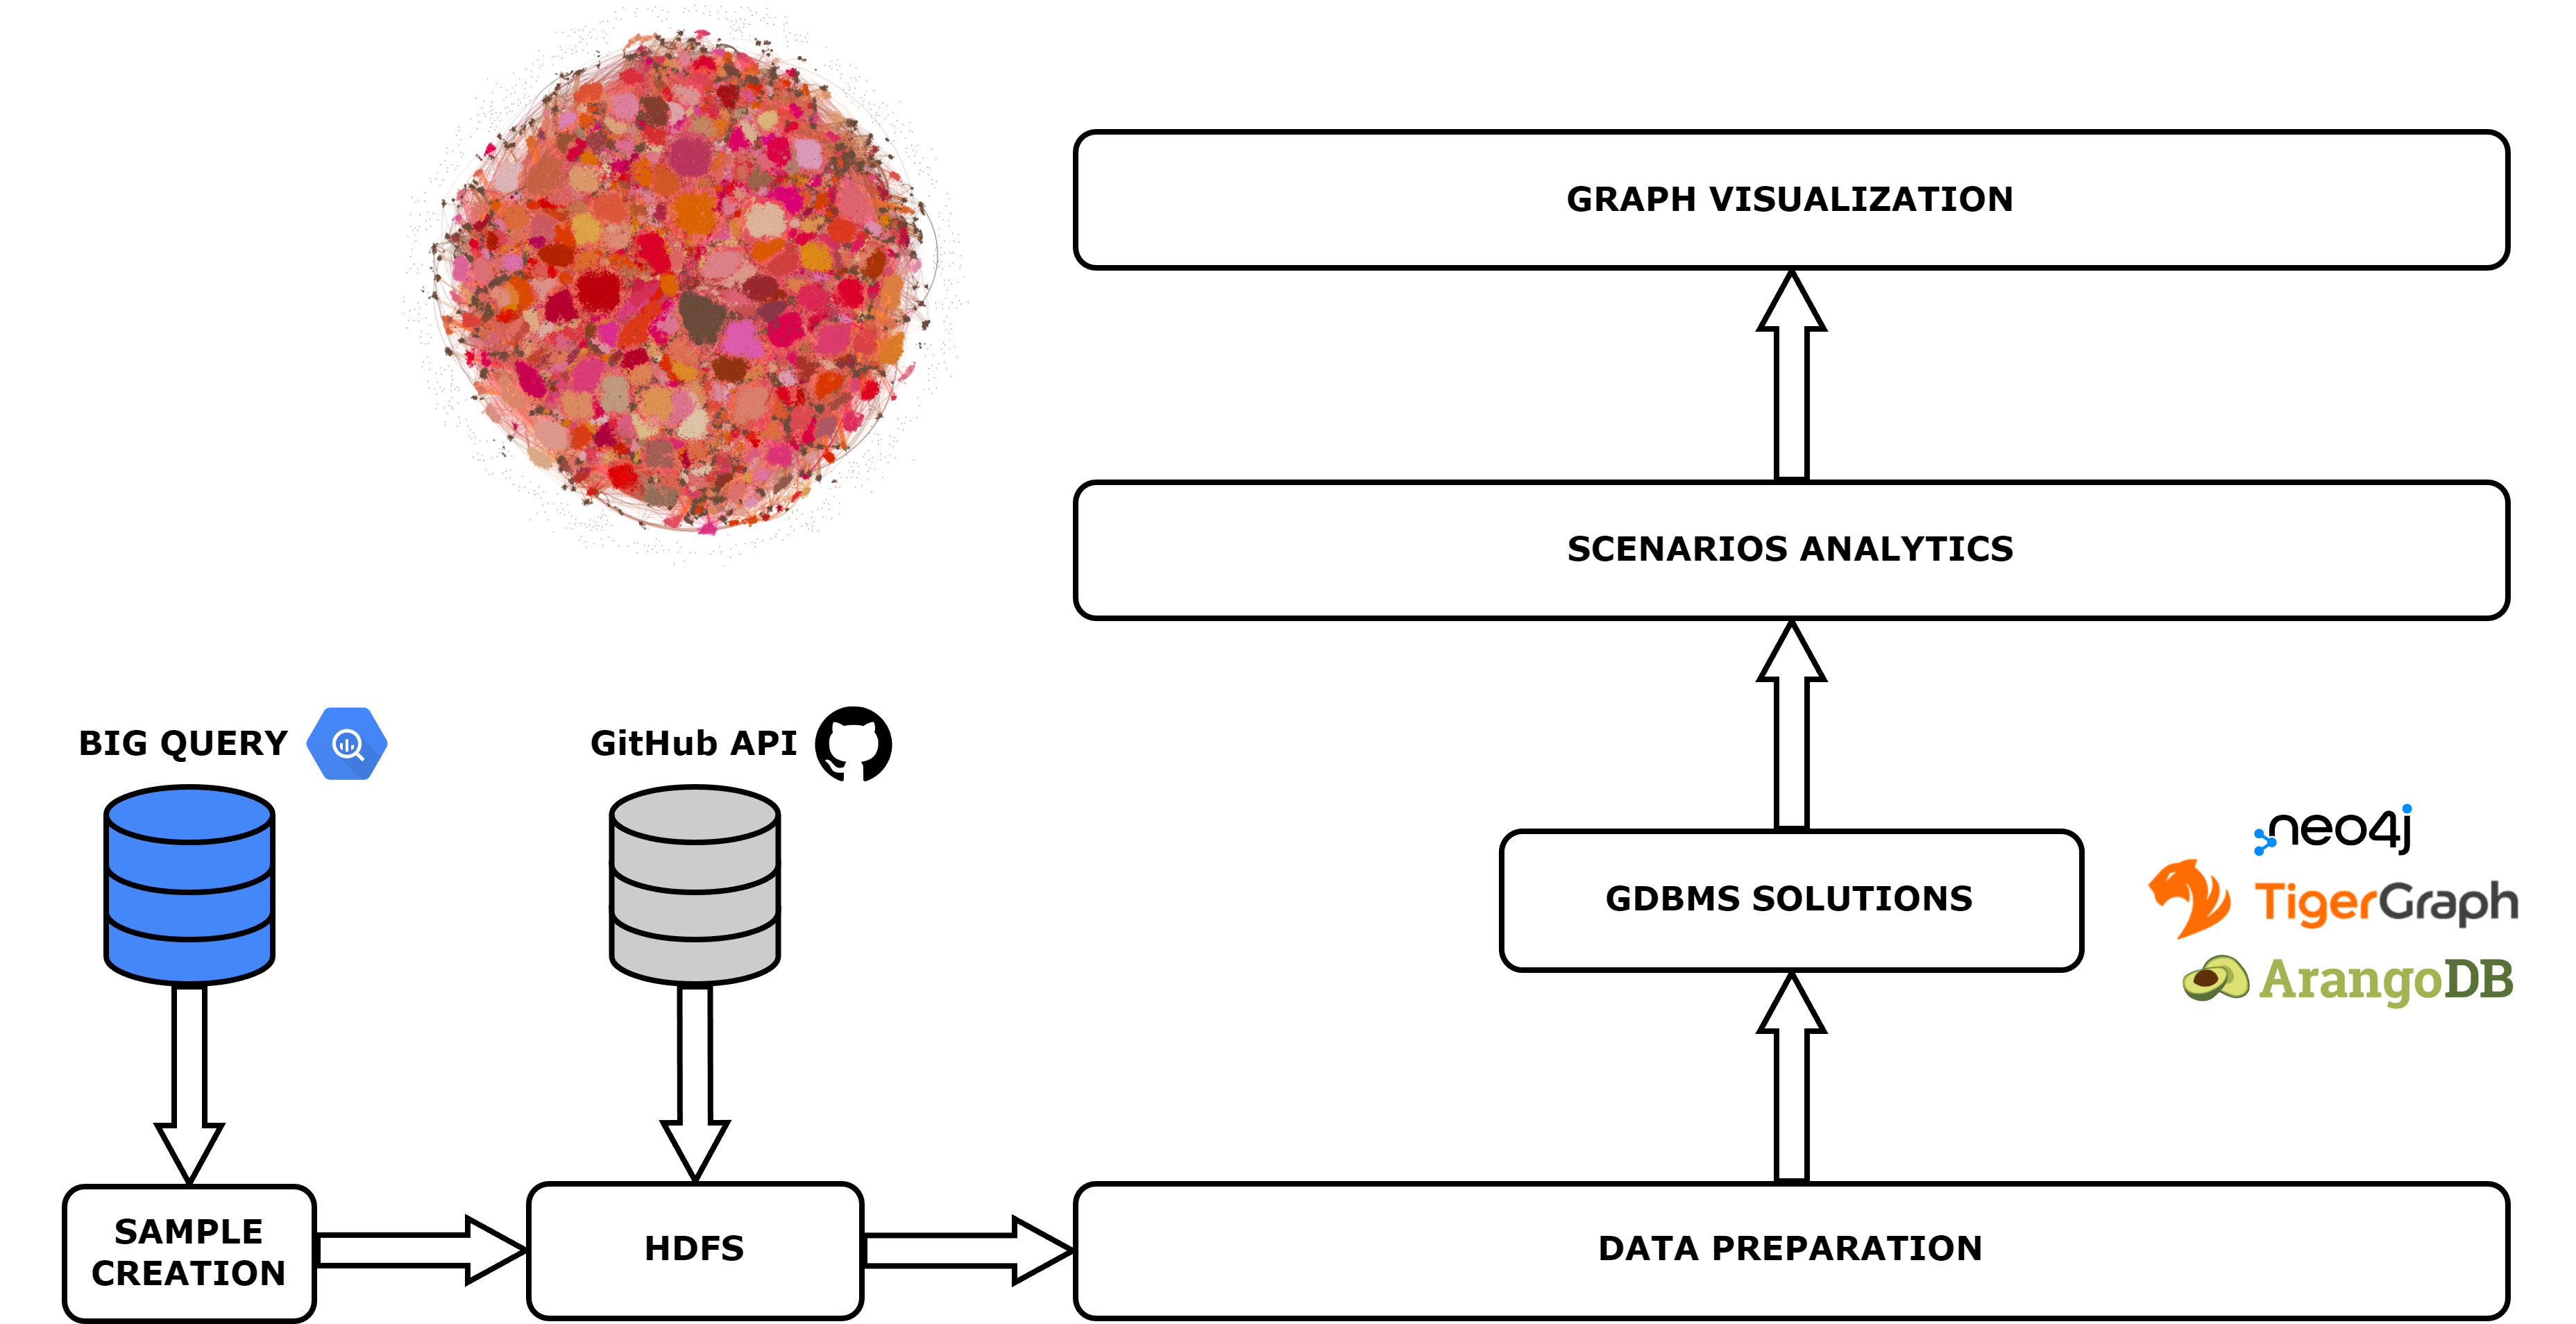 GRAPH VISUALIZATION
SCENARIOS ANALYTICS
BIG QUERY
GitHub API
GDBMS SOLUTIONS
neo4j
TigerGraph
ArangoDB
SAMPLE
CREATION
HDFS
DATA PREPARATION